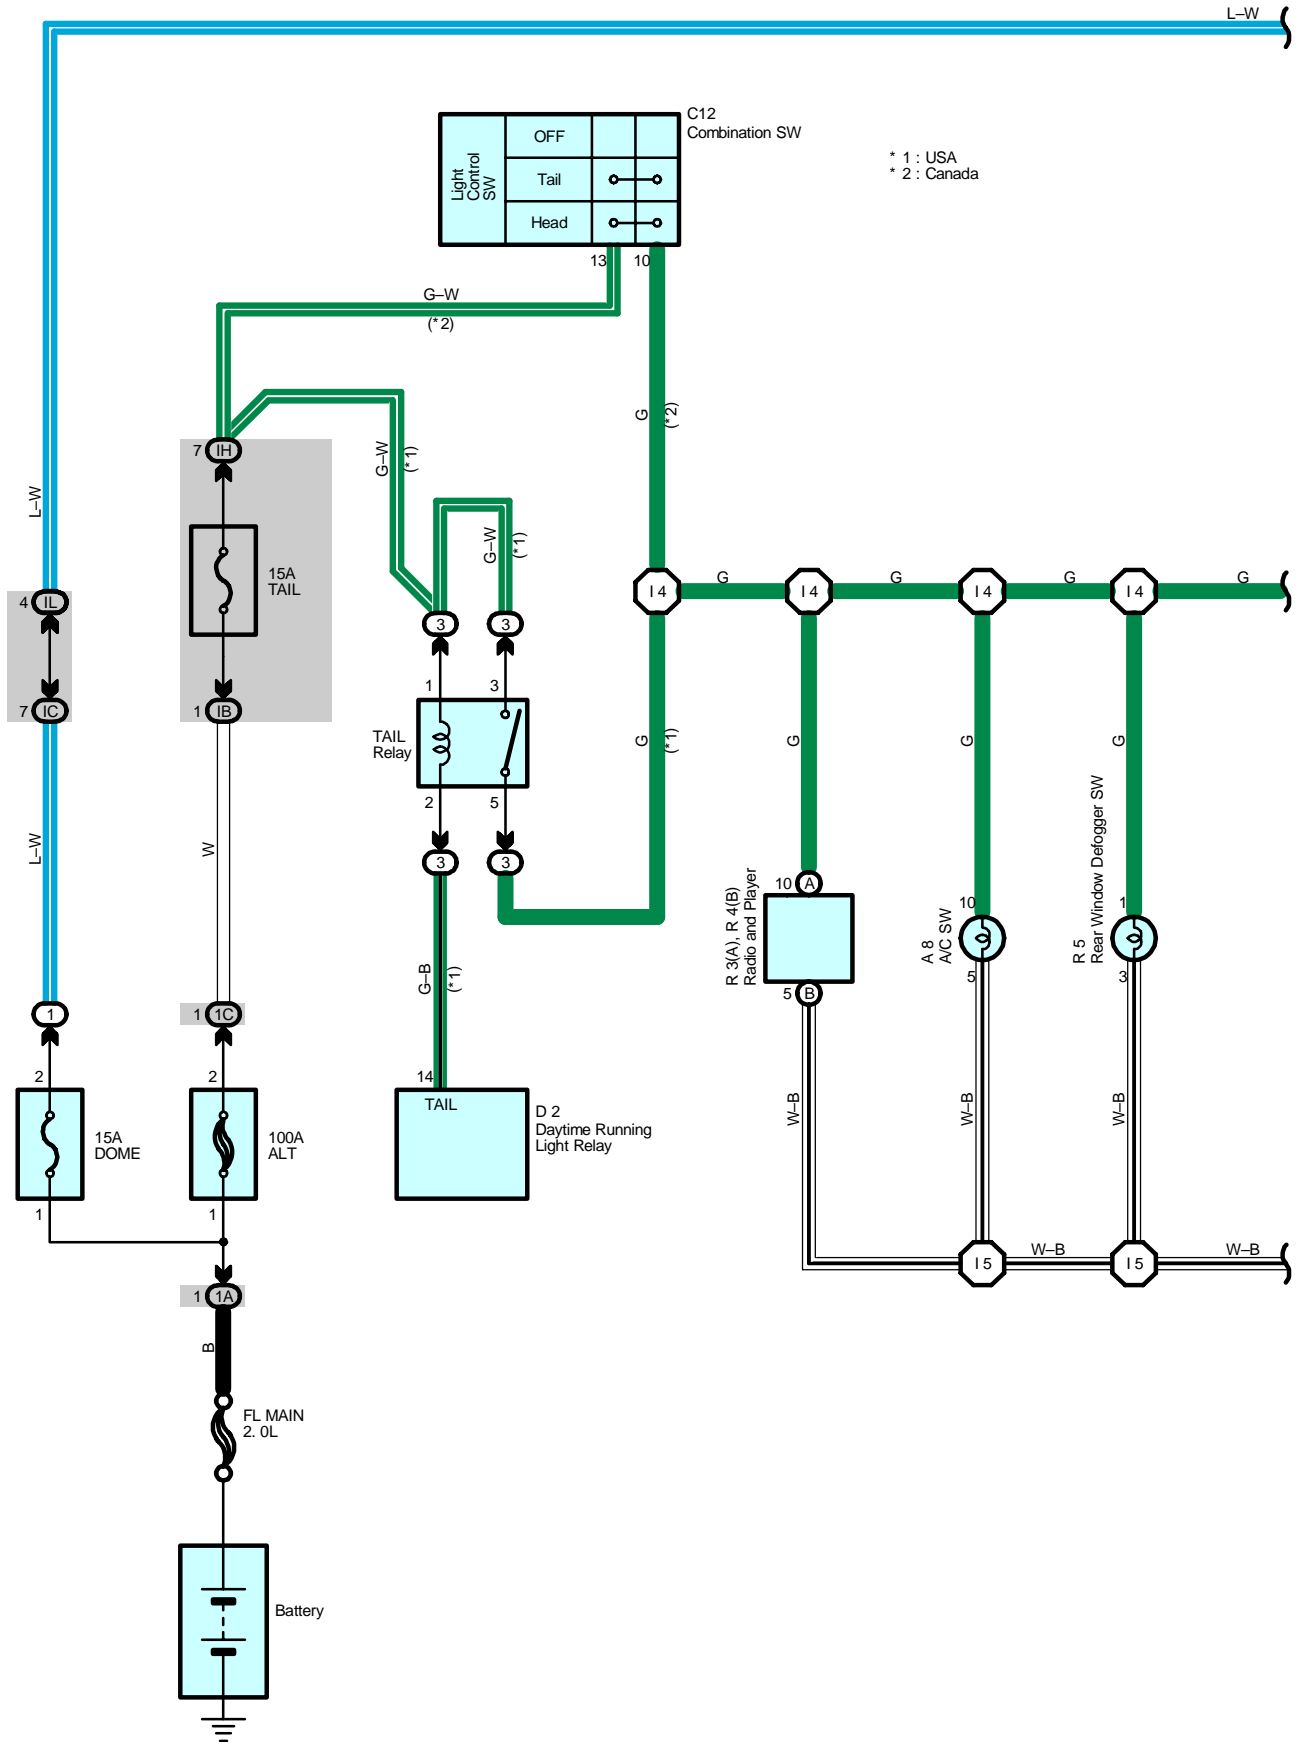 L–W
C12
Combination SW
OFF
Tail
Head
Light
Control
SW
* 1 : USA
* 2 : Canada
13
10
G–W
(* 2)
G
(* 2)
7
IH
G–W
(* 1)
L–W
G–W
(* 1)
15A
TAIL
4
IL
I 4
G
I 4
G
I 4
G
I 4
G
3
3
1
3
7
IC
1
IB
TAIL
Relay
G
(* 1)
G
G
G
2
5
L–W
W
3
3
10
A
R 3(A), R 4(B)
Radio and Player
5
B
10
A 8
A/C SW
5
1
R 5
Rear Window Defogger SW
3
G–B
(* 1)
1
1
1C
2
2
14
TAIL
D 2
Daytime Running
Light Relay
15A
DOME
100A
ALT
W–B
W–B
W–B
1
1
I 5
W–B
I 5
W–B
1
1A
B
FL MAIN
2. 0L
Battery